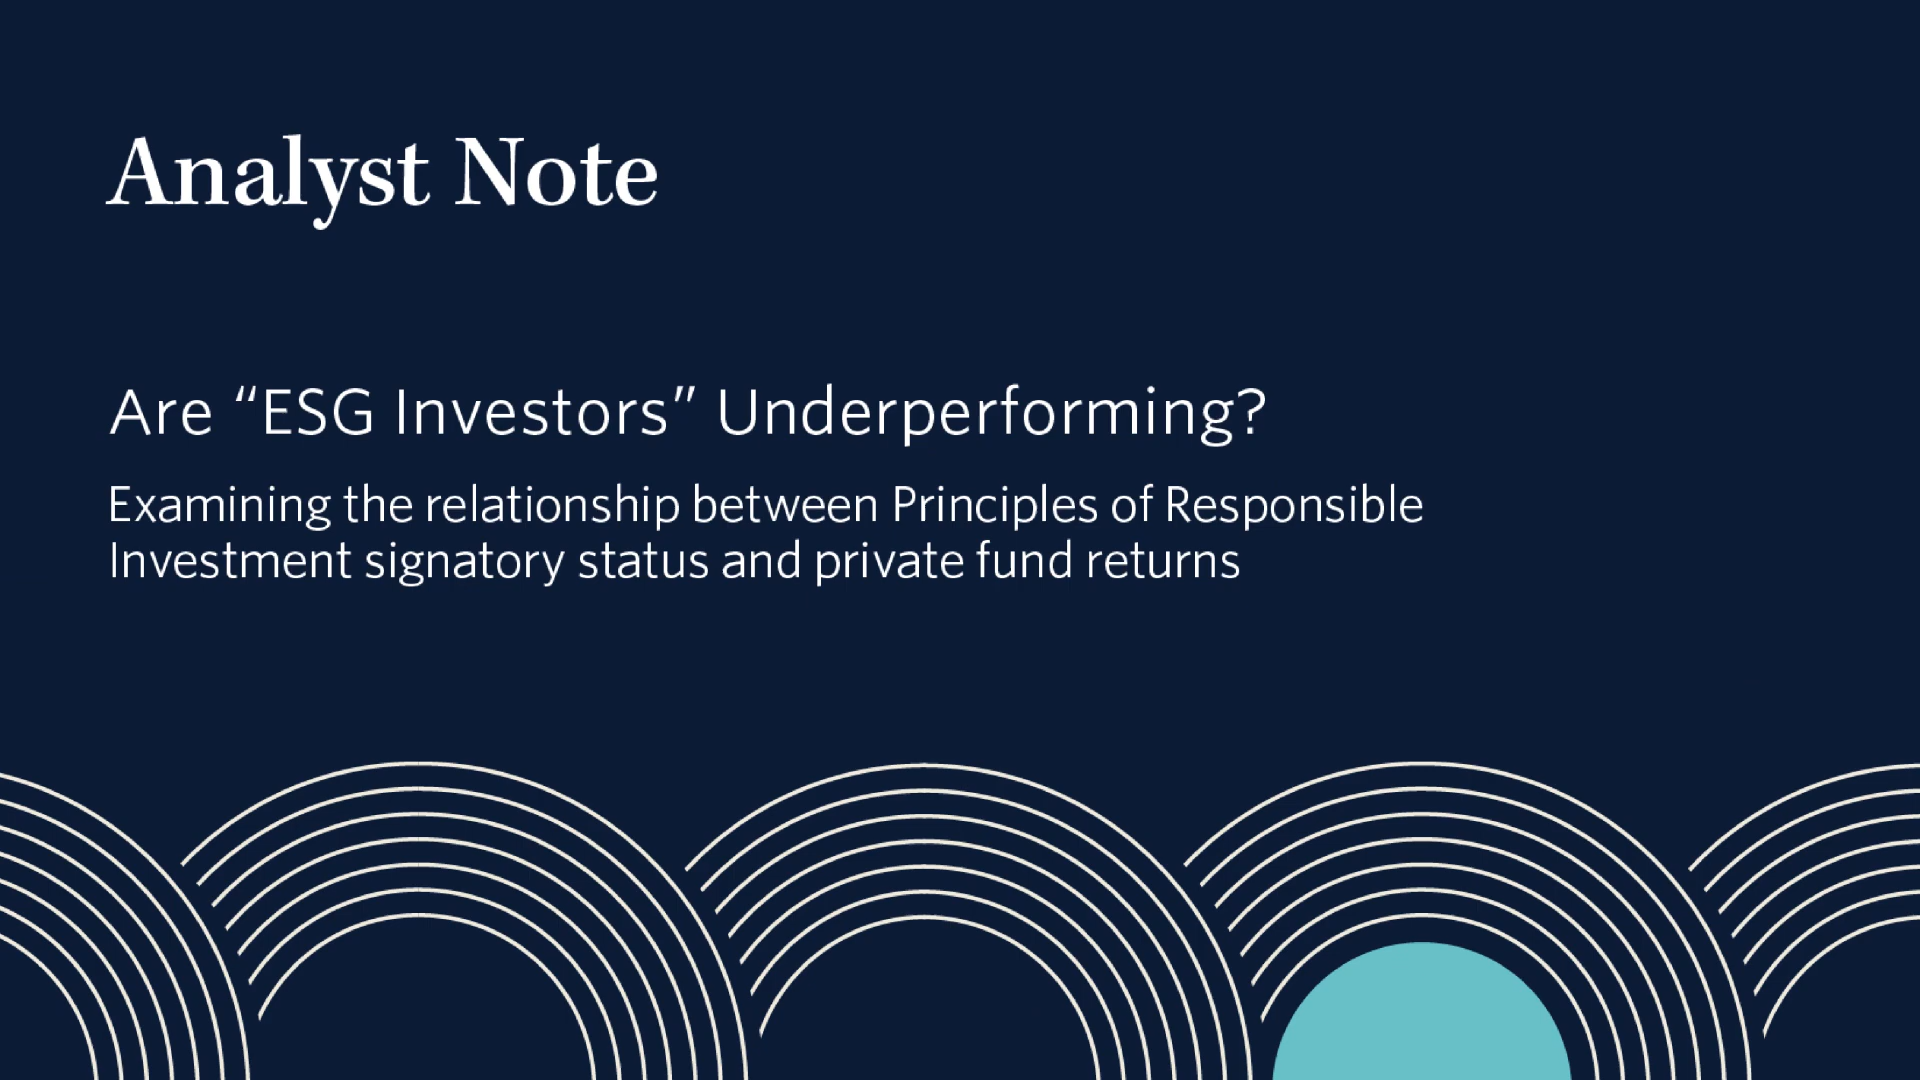 Analyst Note
Are “ESG Investors” Underperforming?
Examining the relationship between Principles of Responsible
Investment signatory status and private fund returns